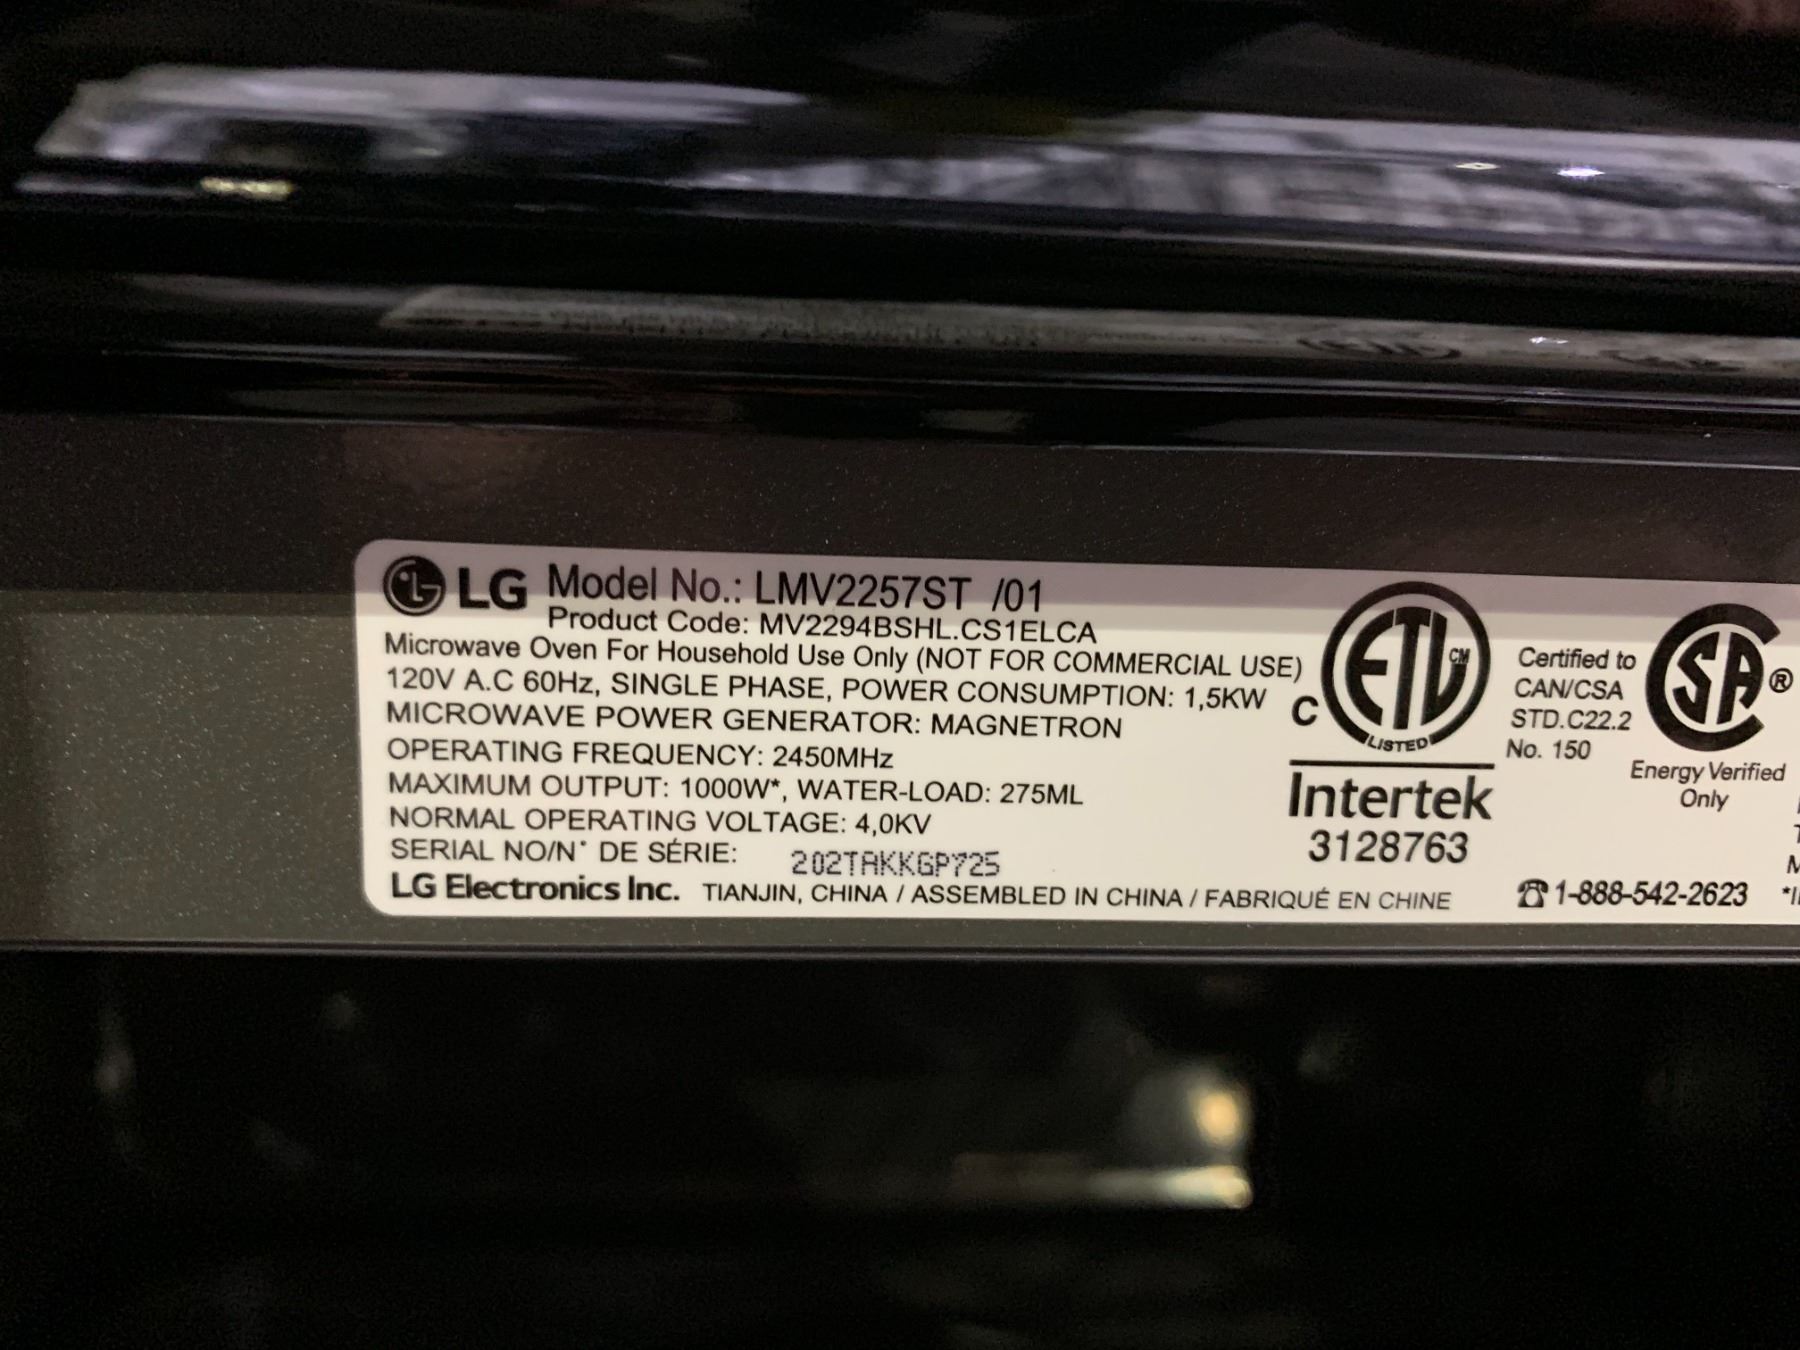 LG Model No.: LMV2257ST /01
Product Code: MV2294BSHL.CS1ELCA
Microwave Oven For Household Use Only (NOT FOR COMMERCIAL USE)
120V A.C 60Hz, SINGLE PHASE, POWER CONSUMPTION: 1,5KW
MICROWAVE POWER GENERATOR: MAGNETRON
OPERATING FREQUENCY: 2450MHz
MAXIMUM OUTPUT: 1000W*, WATER-LOAD: 275ML
NORMAL OPERATING VOLTAGE: 4,0KV
SERIAL NO/N° DE SÉRIE: 202TAKKGP725
LG Electronics Inc. TIANJIN, CHINA / ASSEMBLED IN CHINA / FABRIQUÉ EN CHINE
C ETL CM
LISTED
Intertek
3128763
Certified to
CAN/CSA
STD.C22.2
No. 150
SA®
Energy Verified
Only
☎1-888-542-2623